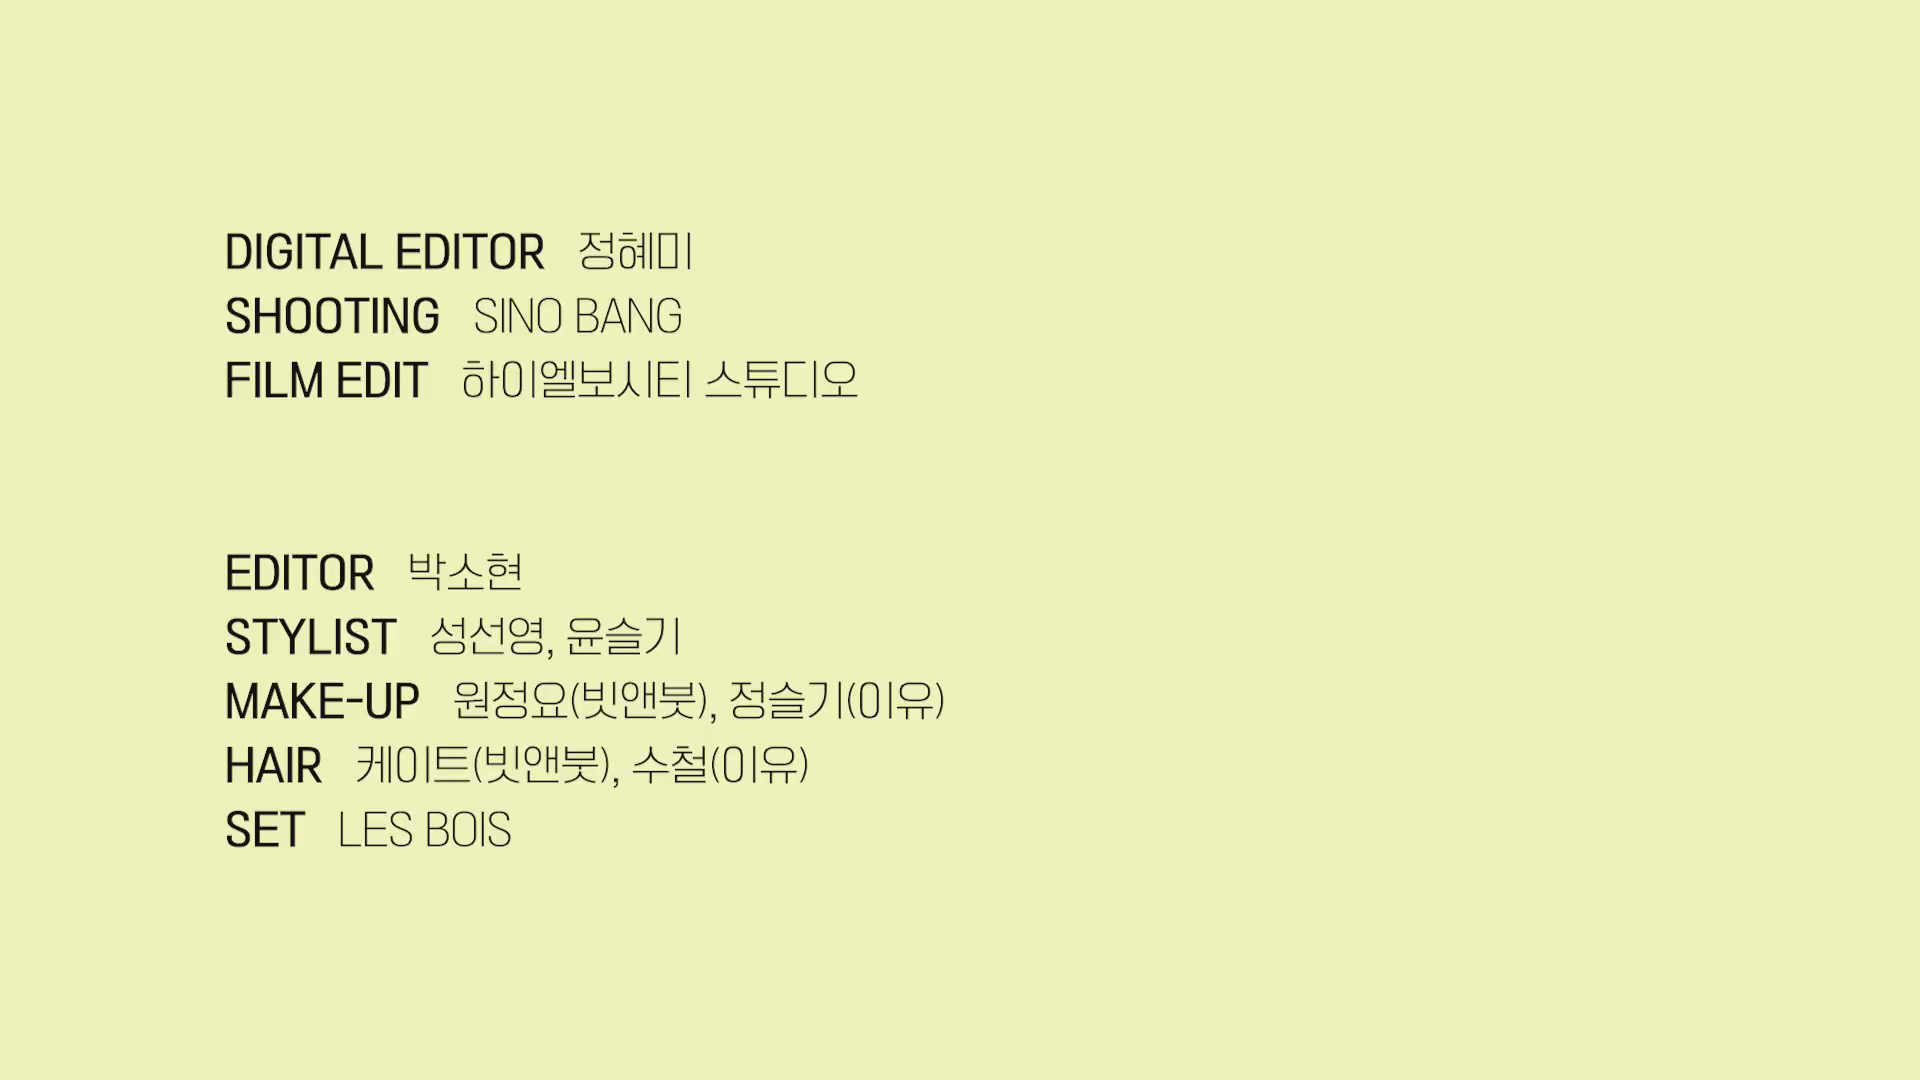 DIGITAL EDITOR 정혜미
SHOOTING SINO BANG
FILM EDIT 하이엘보시티 스튜디오
EDITOR 박소현
STYLIST 성선영, 윤슬기
MAKE-UP 원정요(빗앤붓), 정슬기(이유)
HAIR 케이트(빗앤붓), 수철(이유)
SET LES BOIS